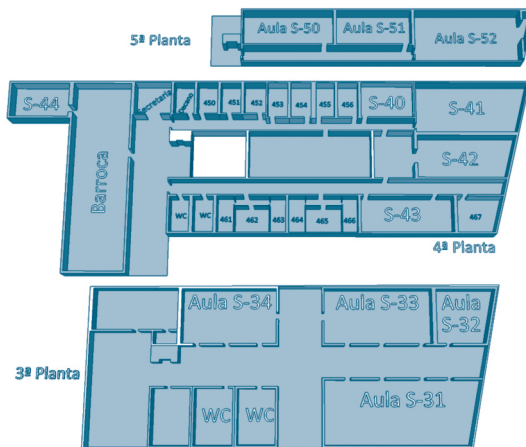 5ª Planta
Aula S-50
Aula S-51
Aula S-52
S-44
Secretaria
Decano
450
451
452
453
454
455
456
S-40
S-41
S-42
Barroca
WC
WC
461
462
463
464
465
466
S-43
467
4ª Planta
3ª Planta
Aula S-34
Aula S-33
Aula
S-32
WC
WC
Aula S-31